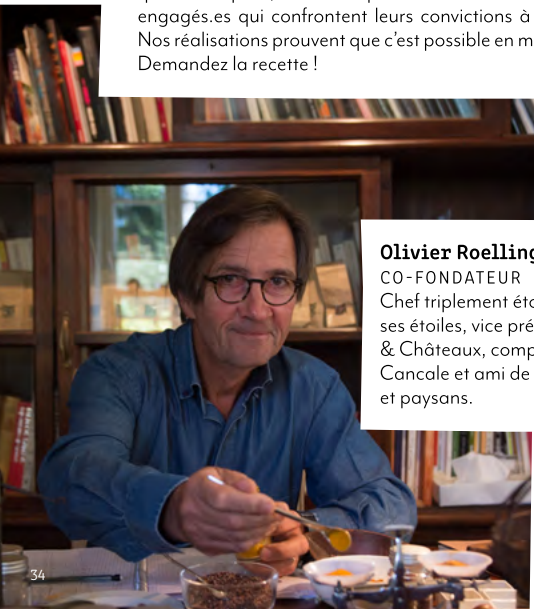 engagés.es qui confrontent leurs convictions à
Nos réalisations prouvent que c'est possible en m
Demandez la recette !
Olivier Roelling
CO-FONDATEUR
Chef triplement éto
ses étoiles, vice pré
& Châteaux, comp
Cancale et ami de
et paysans.
34